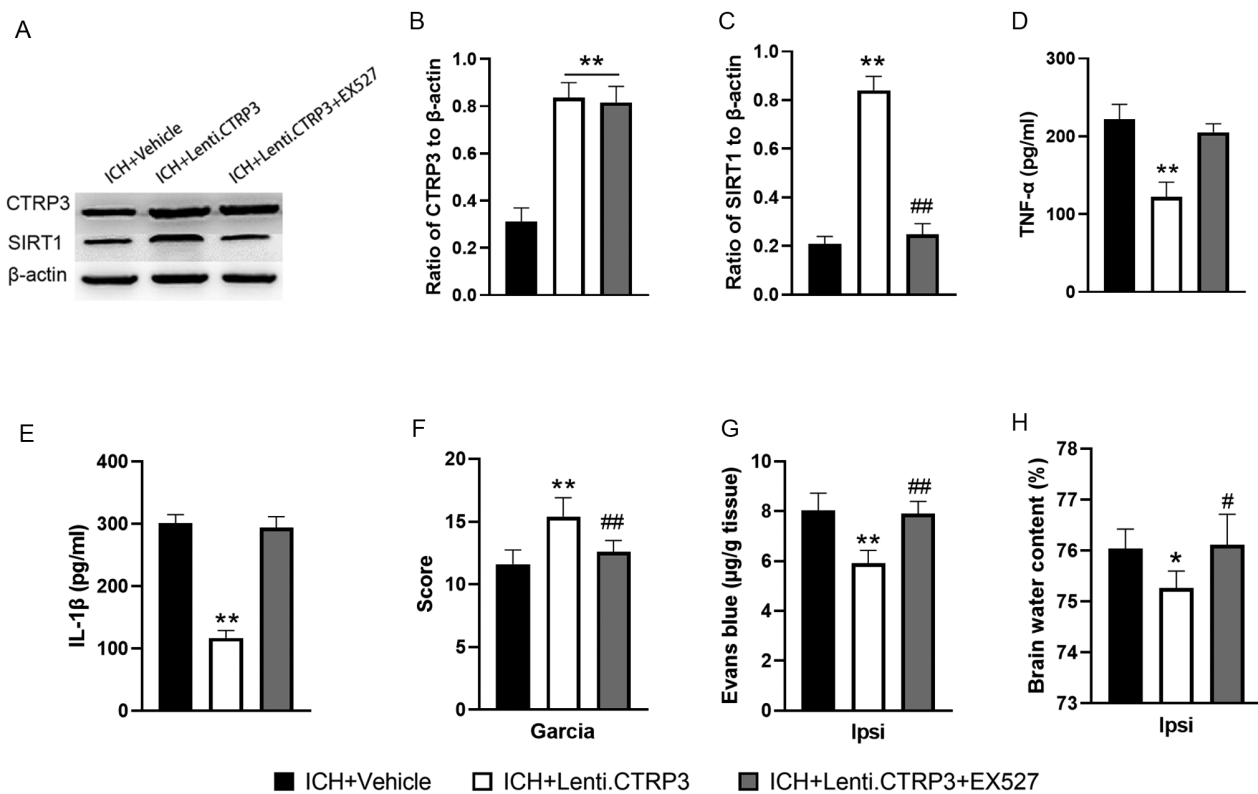 A
ICH+Vehicle
ICH+Lenti.CTRP3
ICH+Lenti.CTRP3+EX527
CTRP3
SIRT1
β-actin
B
Ratio of CTRP3 to β-actin
1.0
0.8
0.6
0.4
0.2
0.0
**
C
Ratio of SIRT1 to β-actin
1.0
0.8
0.6
0.4
0.2
0.0
**
##
D
TNF-α (pg/ml)
300
200
100
0
**
E
IL-1β (pg/ml)
400
300
200
100
0
**
F
Score
20
15
10
5
0
**
##
Garcia
G
Evans blue (µg/g tissue)
10
8
6
4
2
0
**
##
Ipsi
H
Brain water content (%)
78
77
76
75
74
73
*
#
Ipsi
ICH+Vehicle
ICH+Lenti.CTRP3
ICH+Lenti.CTRP3+EX527